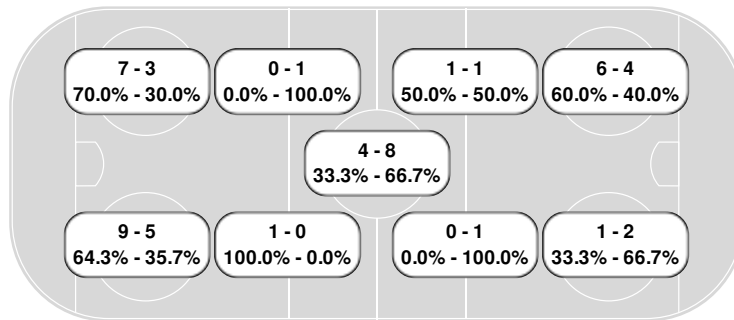 7 - 3
70.0% - 30.0%
0 - 1
0.0% - 100.0%
1 - 1
50.0% - 50.0%
6 - 4
60.0% - 40.0%
4 - 8
33.3% - 66.7%
9 - 5
64.3% - 35.7%
1 - 0
100.0% - 0.0%
0 - 1
0.0% - 100.0%
1 - 2
33.3% - 66.7%